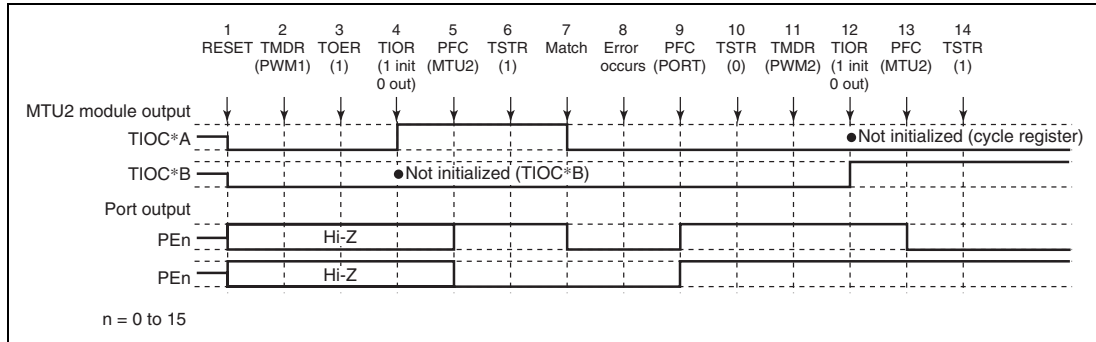 1 2 3 4 5 6 7 8 9 10 11 12 13 14
RESET TMDR TOER TIOR PFC TSTR Match Error PFC TSTR TMDR TIOR PFC TSTR
(PWM1) (1) (1 init (MTU2) (1) occurs (PORT) (0) (PWM2) (1 init (MTU2) (1)
0 out) 0 out)
MTU2 module output
TIOC*A ●Not initialized (cycle register)
TIOC*B ●Not initialized (TIOC*B)
Port output
PEn Hi-Z
PEn Hi-Z
n = 0 to 15